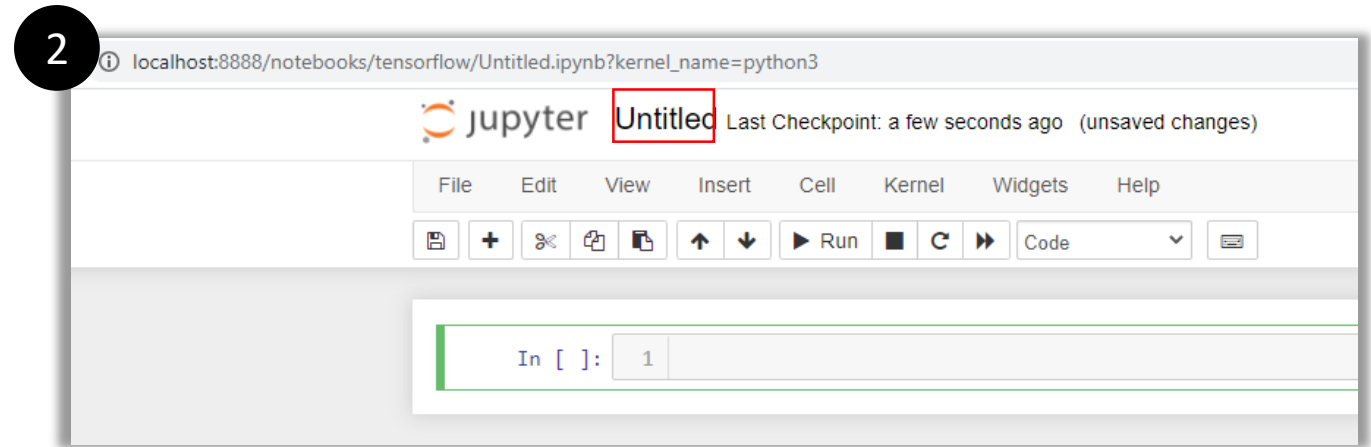 2
localhost:8888/notebooks/tensorflow/Untitled.ipynb?kernel_name=python3
jupyter Untitled Last Checkpoint: a few seconds ago (unsaved changes)
File Edit View Insert Cell Kernel Widgets Help
Run Code
In [ ]: 1